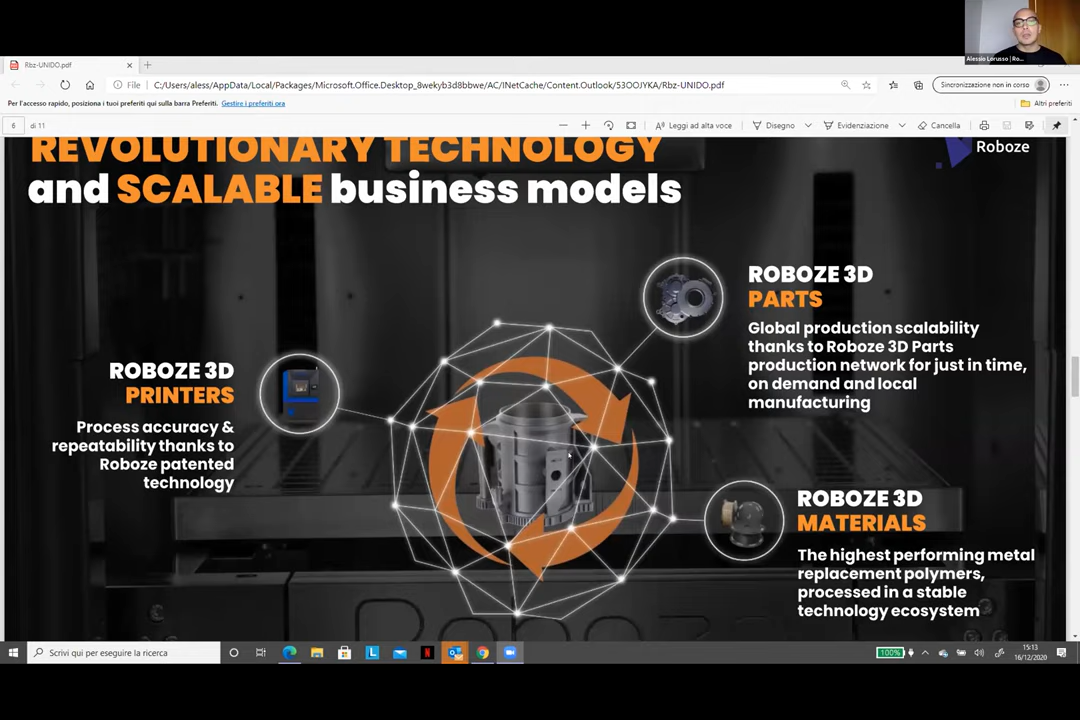 Alessio Lorusso | Ro...
Rbz-UNIDO.pdf
File
C:/Users/aless/AppData/Local/Packages/Microsoft.Office.Desktop_8wekyb3d8bbwe/AC/INetCache/Content.Outlook/53OOJYKA/Rbz-UNIDO.pdf
Sincronizzazione non in corso
Per l'accesso rapido, posiziona i tuoi preferiti qui sulla barra Preferiti. Gestire i preferiti ora
Altri preferiti
6 di 11
Leggi ad alta voce
Disegno
Evidenziazione
Cancella
REVOLUTIONARY TECHNOLOGY
and SCALABLE business models
Roboze
ROBOZE 3D
PARTS
Global production scalability
thanks to Roboze 3D Parts
production network for just in time,
on demand and local
manufacturing
ROBOZE 3D
PRINTERS
Process accuracy &
repeatability thanks to
Roboze patented
technology
ROBOZE 3D
MATERIALS
The highest performing metal
replacement polymers,
processed in a stable
technology ecosystem
Scrivi qui per eseguire la ricerca
100%
15:13
16/12/2020